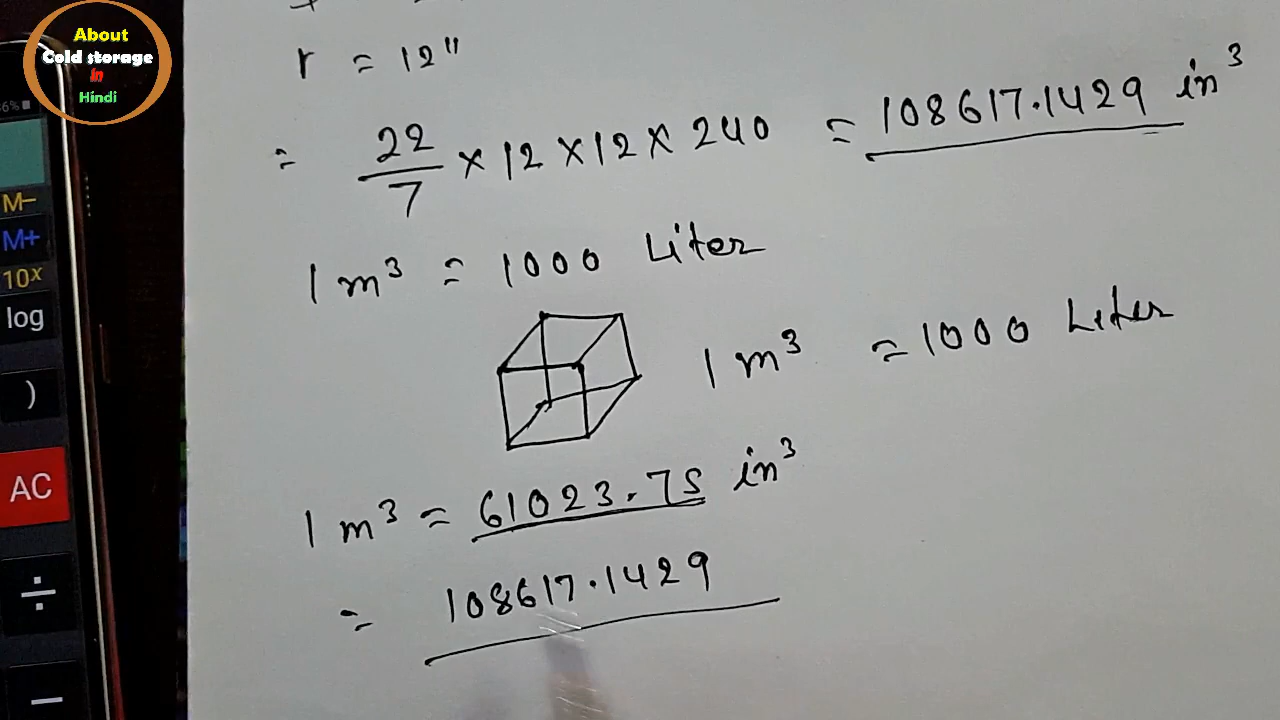 About
Cold storage
in
Hindi
6%
M-
M+
10x
log
)
AC
÷
−
r = 12"
= 22/7 × 12 × 12 × 240 = 108617.1429 in³
1 m³ = 1000 Liter
1 m³ = 1000 Liter
1 m³ = 61023.75 in³
= 108617.1429